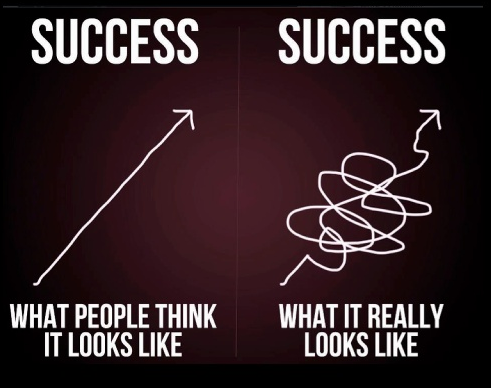 SUCCESS
WHAT PEOPLE THINK
IT LOOKS LIKE
SUCCESS
WHAT IT REALLY
LOOKS LIKE